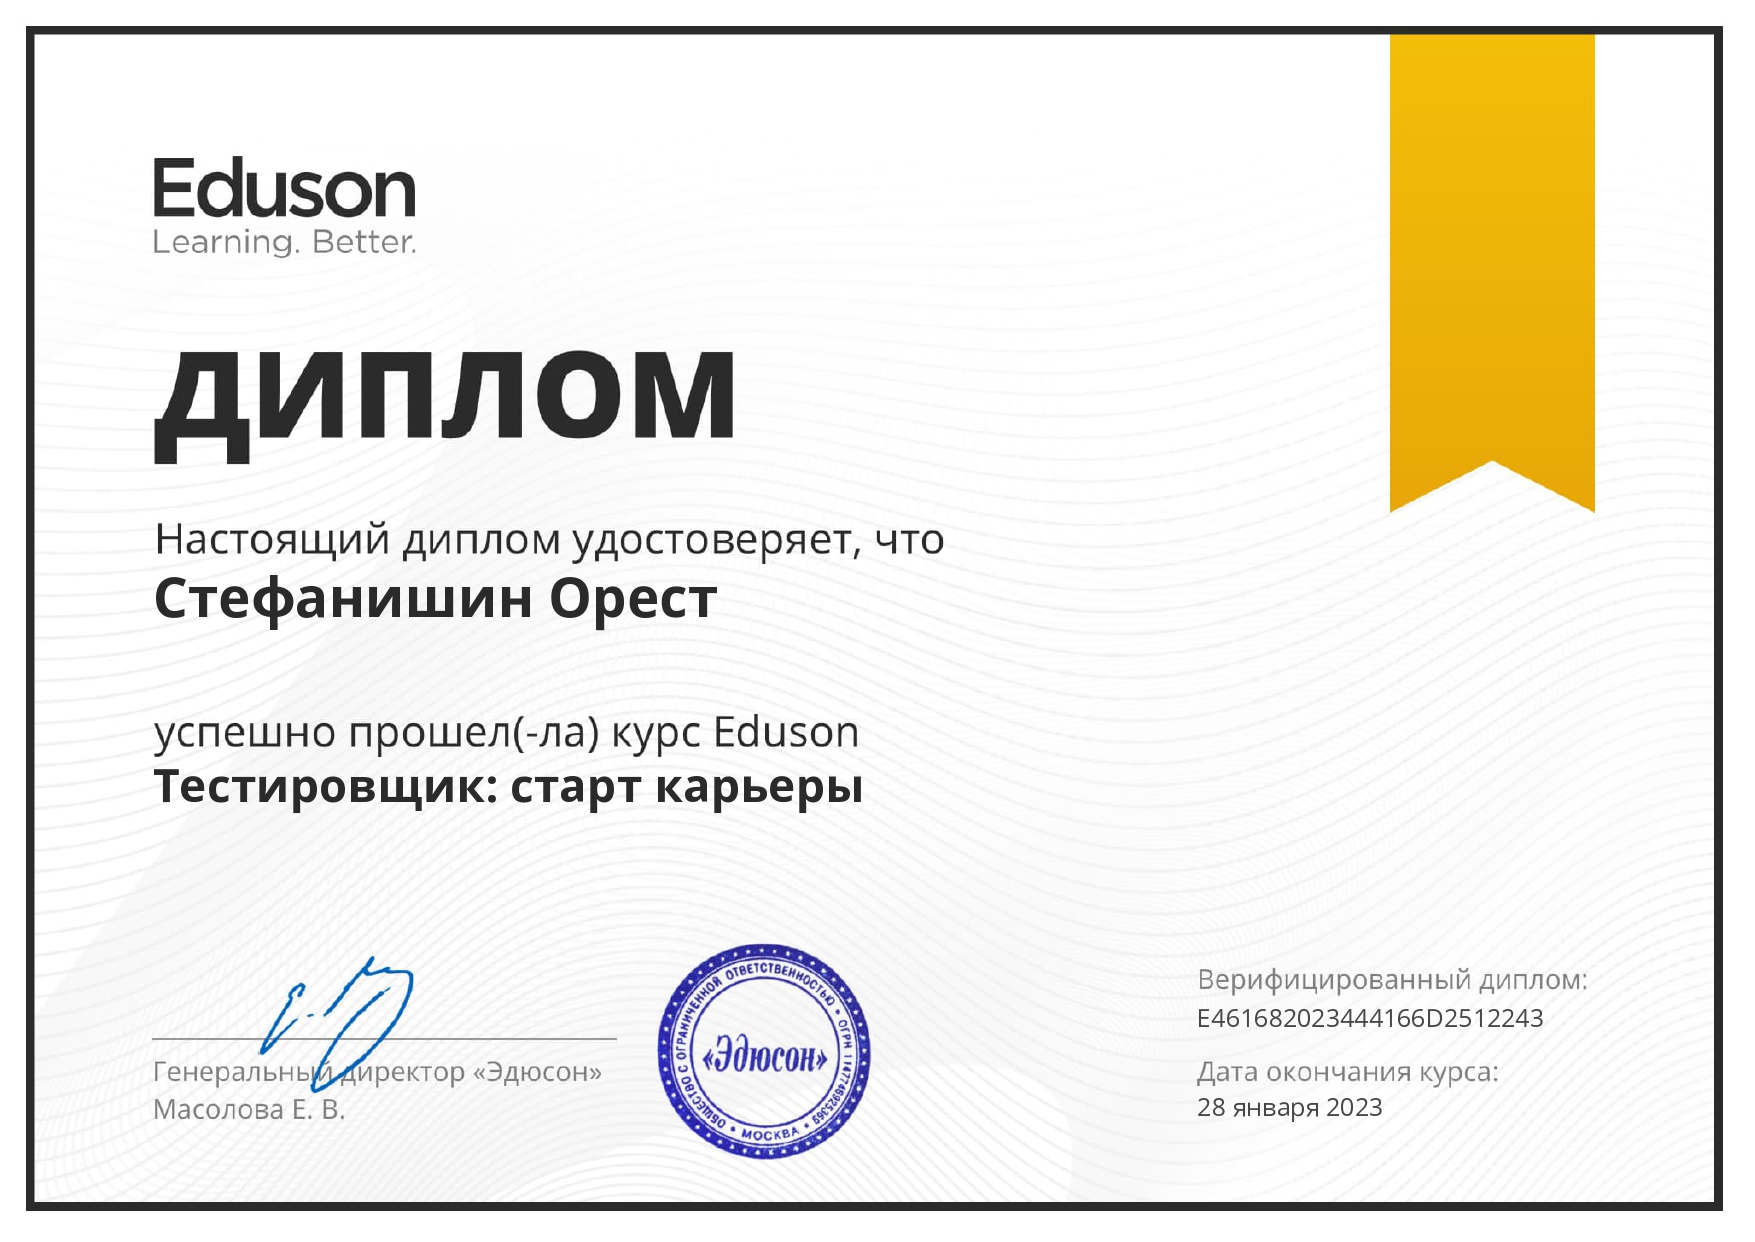 Eduson
Learning. Better.
диплом
Настоящий диплом удостоверяет, что
Стефанишин Орест
успешно прошел(-ла) курс Eduson
Тестировщик: старт карьеры
Генеральный директор «Эдюсон»
Масолова Е. В.
ОБЩЕСТВО С ОГРАНИЧЕННОЙ ОТВЕТСТВЕННОСТЬЮ * ОГРН 1147746925369
* МОСКВА *
«Эдюсон»
Верифицированный диплом:
E461682023444166D2512243
Дата окончания курса:
28 января 2023